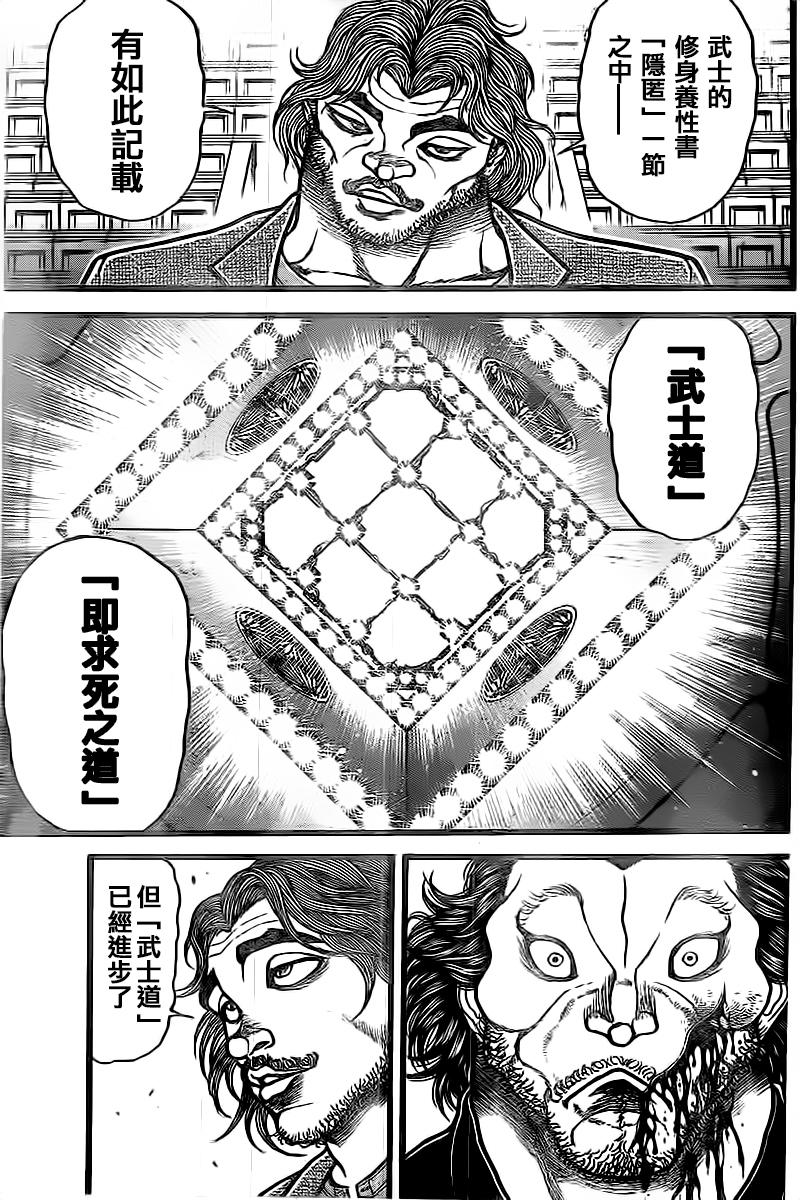 武士的
修身養性書
「隱匿」一節
之中——
有如此記載
「武士道」
「即求死之道」
但「武士道」
已經進步了